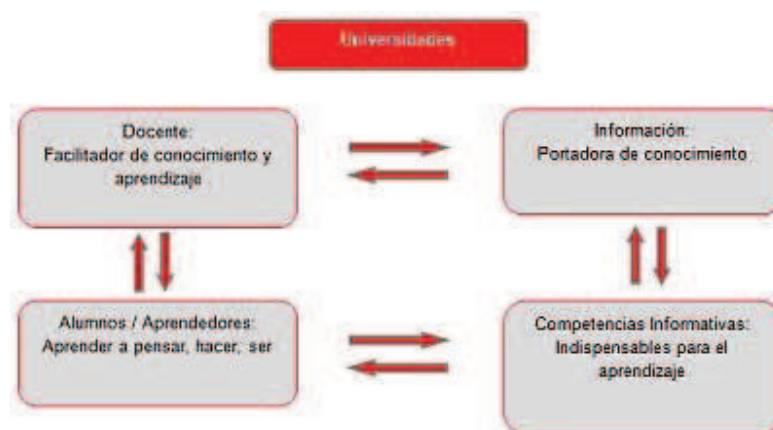 Universidades
Docente:
Facilitador de conocimiento y
aprendizaje
Información:
Portadora de conocimiento
Alumnos / Aprendedores:
Aprender a pensar, hacer, ser
Competencias Informativas:
Indispensables para el
aprendizaje